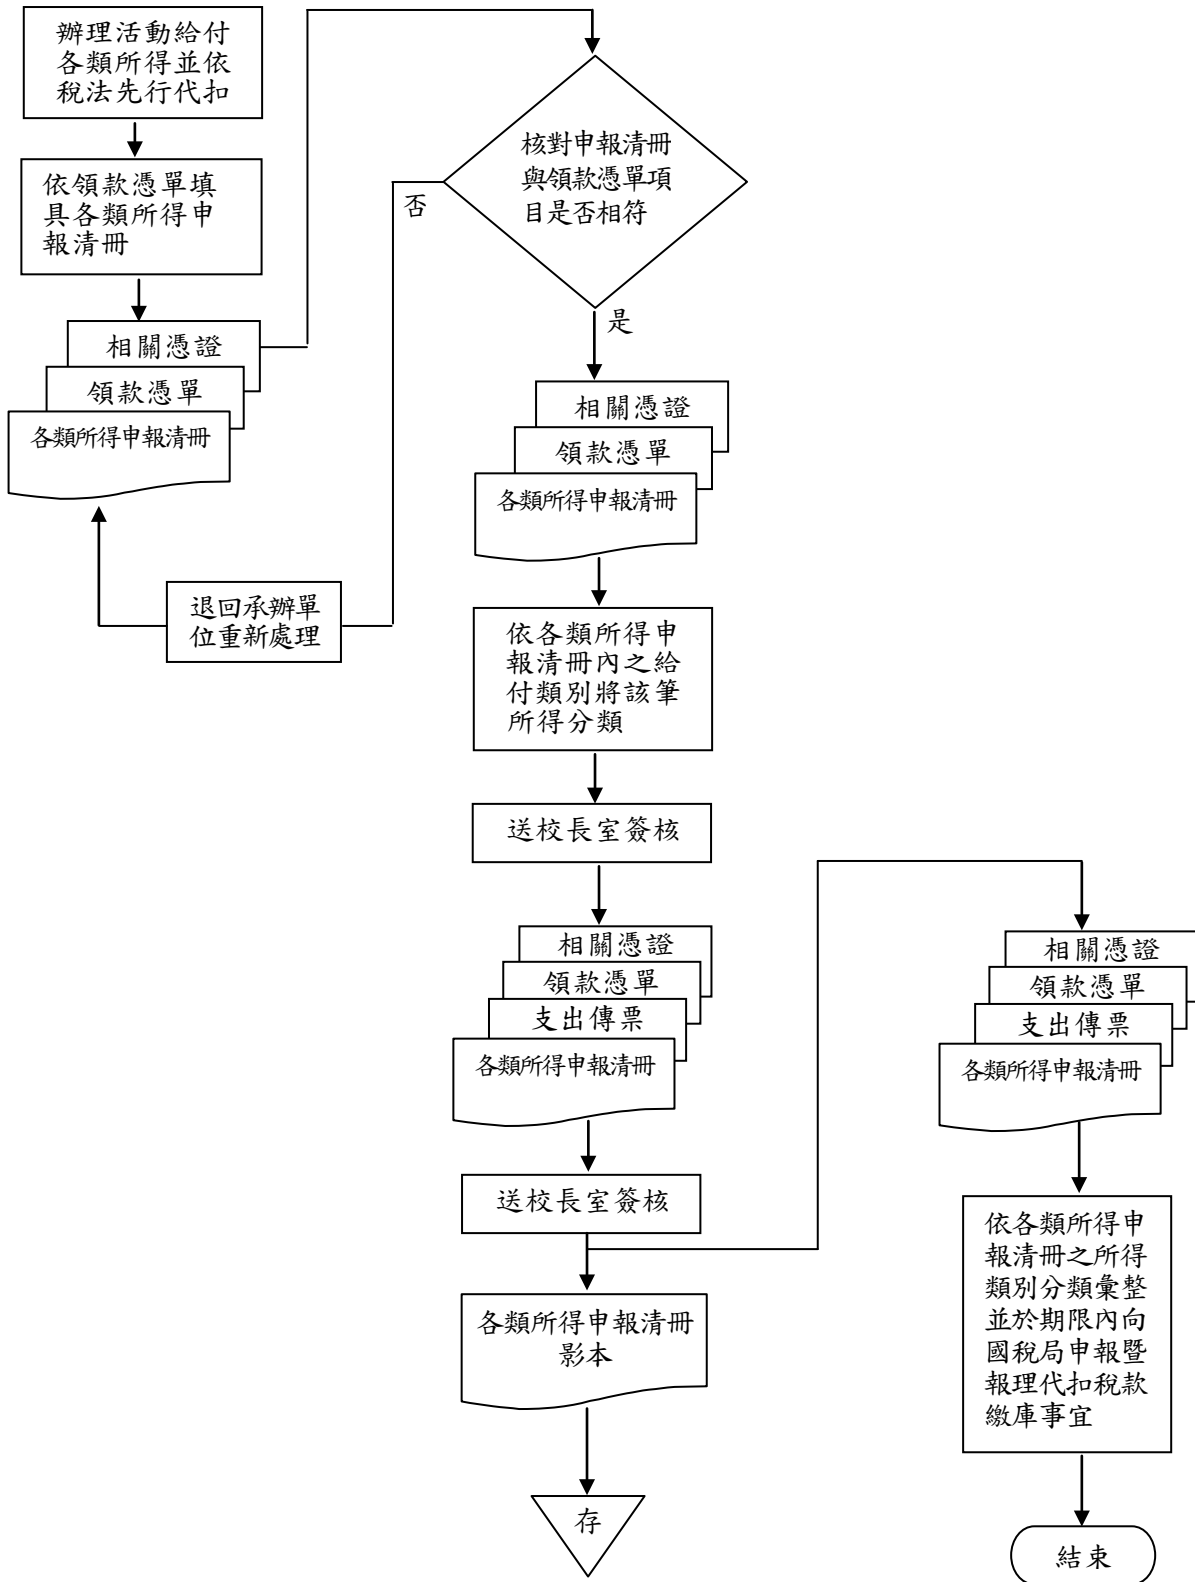 辦理活動給付
各類所得並依
稅法先行代扣
依領款憑單填
具各類所得申
報清冊
相關憑證
領款憑單
各類所得申報清冊
退回承辦單
位重新處理
否
核對申報清冊
與領款憑單項
目是否相符
是
相關憑證
領款憑單
各類所得申報清冊
依各類所得申
報清冊內之給
付類別將該筆
所得分類
送校長室簽核
相關憑證
領款憑單
支出傳票
各類所得申報清冊
送校長室簽核
各類所得申報清冊
影本
存
相關憑證
領款憑單
支出傳票
各類所得申報清冊
依各類所得申
報清冊之所得
類別分類彙整
並於期限內向
國稅局申報暨
報理代扣稅款
繳庫事宜
結束